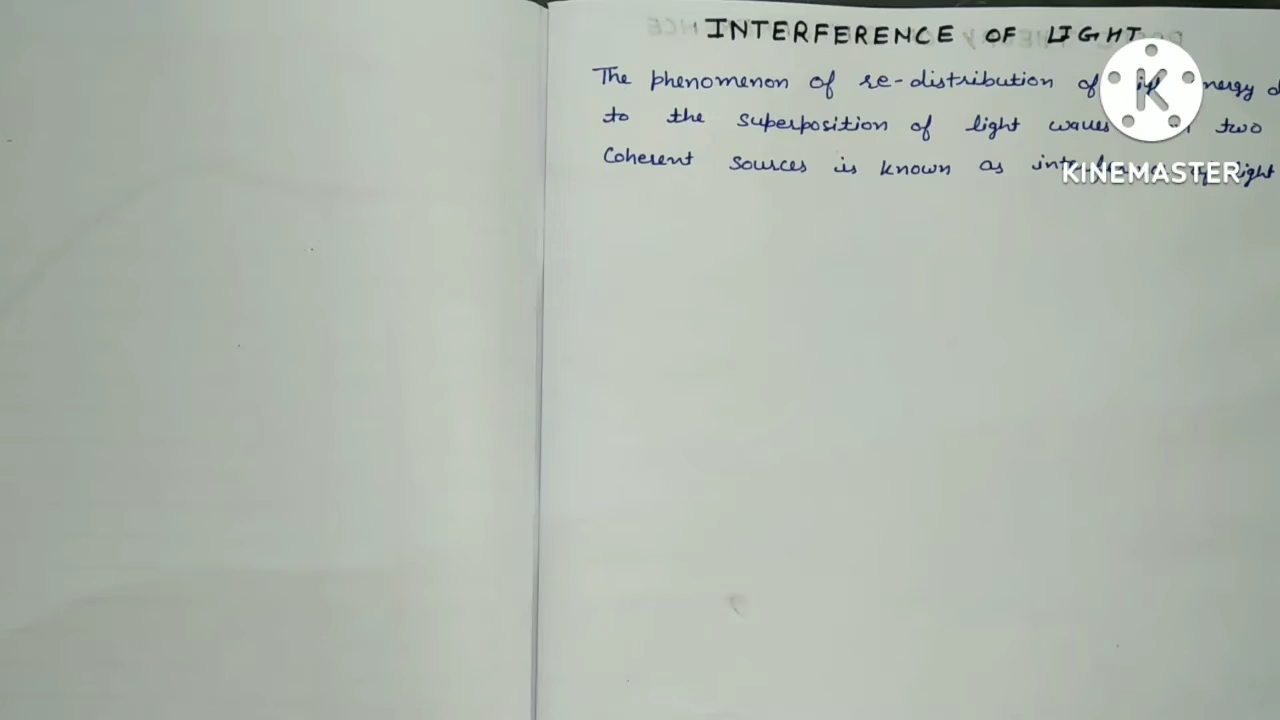 INTERFERENCE OF LIGHT
The phenomenon of re-distribution of
to the superposition of light waves two
Coherent sources is known as light
K
KINEMASTER